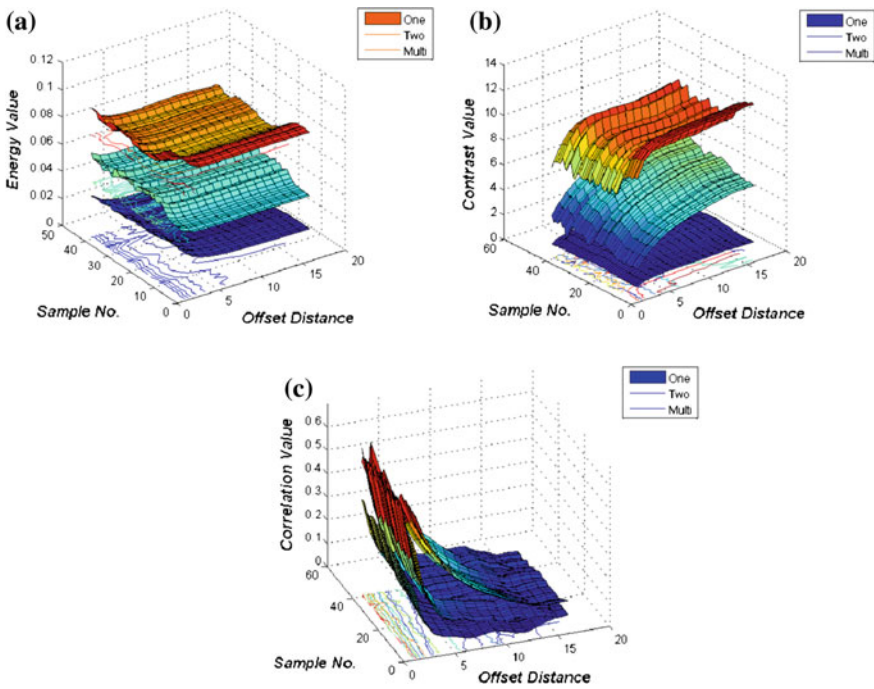 (a)
One
Two
Multi
0.12
0.1
0.08
0.06
0.04
0.02
0
Energy Value
50
40
30
20
10
0
Sample No.
0
5
10
15
20
Offset Distance
(b)
One
Two
Multi
14
12
10
8
6
4
2
0
Contrast Value
60
40
20
0
Sample No.
0
5
10
15
20
Offset Distance
(c)
One
Two
Multi
0.6
0.5
0.4
0.3
0.2
0.1
0
Correlation Value
60
40
20
0
Sample No.
0
5
10
15
20
Offset Distance